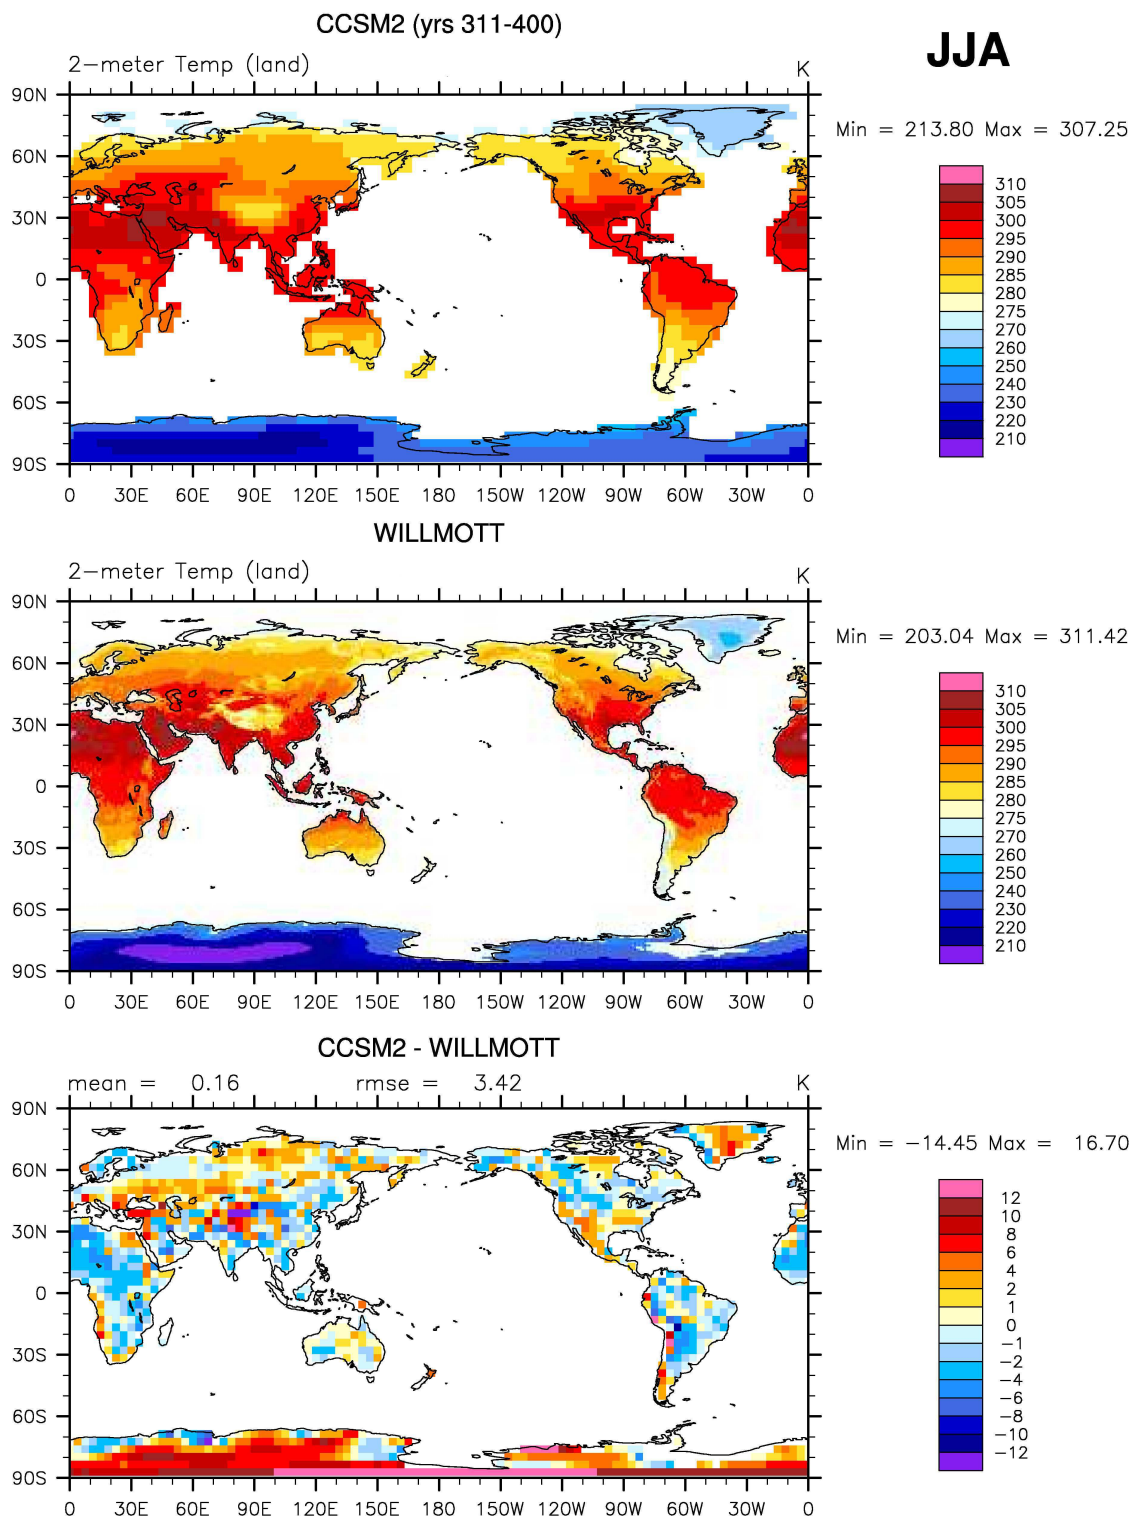 CCSM2 (yrs 311-400)
JJA
2-meter Temp (land)
K
Min = 213.80 Max = 307.25
90N
60N
30N
0
30S
60S
90S
0 30E 60E 90E 120E 150E 180 150W 120W 90W 60W 30W 0
310
305
300
295
290
285
280
275
270
260
250
240
230
220
210
WILLMOTT
2-meter Temp (land)
K
Min = 203.04 Max = 311.42
90N
60N
30N
0
30S
60S
90S
0 30E 60E 90E 120E 150E 180 150W 120W 90W 60W 30W 0
310
305
300
295
290
285
280
275
270
260
250
240
230
220
210
CCSM2 - WILLMOTT
mean = 0.16 rmse = 3.42
K
Min = −14.45 Max = 16.70
90N
60N
30N
0
30S
60S
90S
0 30E 60E 90E 120E 150E 180 150W 120W 90W 60W 30W 0
12
10
8
6
4
2
1
0
−1
−2
−4
−6
−8
−10
−12